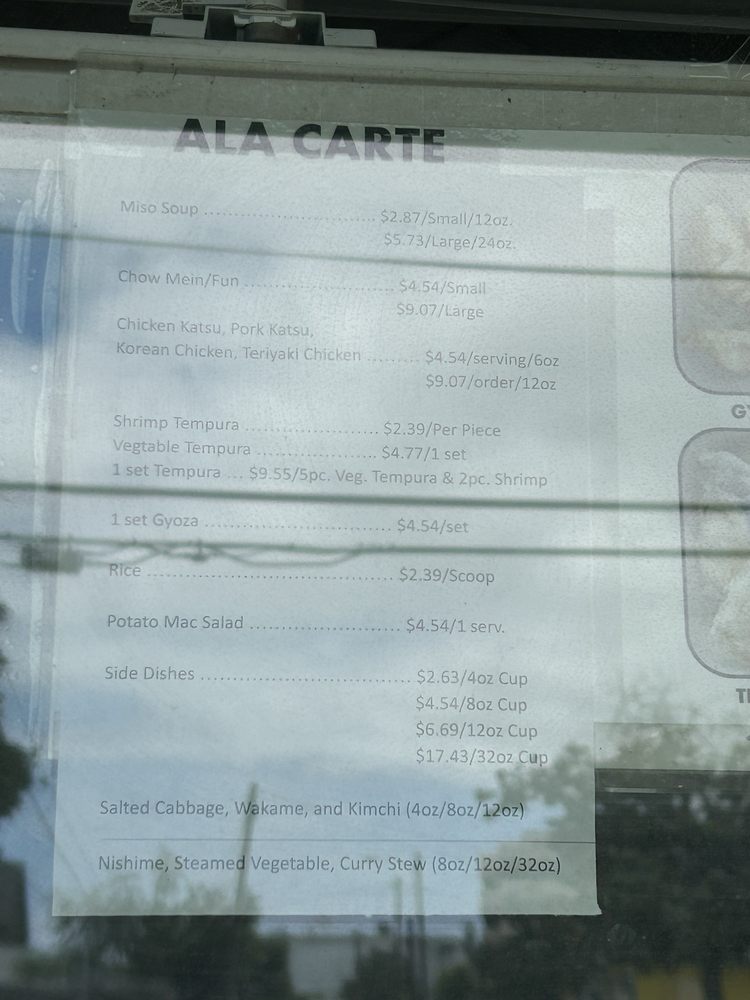 ALA CARTE
Miso Soup .............................. $2.87/Small/12oz.
$5.73/Large/24oz.
Chow Mein/Fun .......................... $4.54/Small
$9.07/Large
Chicken Katsu, Pork Katsu,
Korean Chicken, Teriyaki Chicken ......... $4.54/serving/6oz
$9.07/order/12oz
Shrimp Tempura ....................... $2.39/Per Piece
Vegtable Tempura ..................... $4.77/1 set
1 set Tempura ... $9.55/5pc. Veg. Tempura & 2pc. Shrimp
1 set Gyoza ................................ $4.54/set
Rice .......................................... $2.39/Scoop
Potato Mac Salad .......................... $4.54/1 serv.
Side Dishes .................................... $2.63/4oz Cup
$4.54/8oz Cup
$6.69/12oz Cup
$17.43/32oz Cup
Salted Cabbage, Wakame, and Kimchi (4oz/8oz/12oz)
Nishime, Steamed Vegetable, Curry Stew (8oz/12oz/32oz)